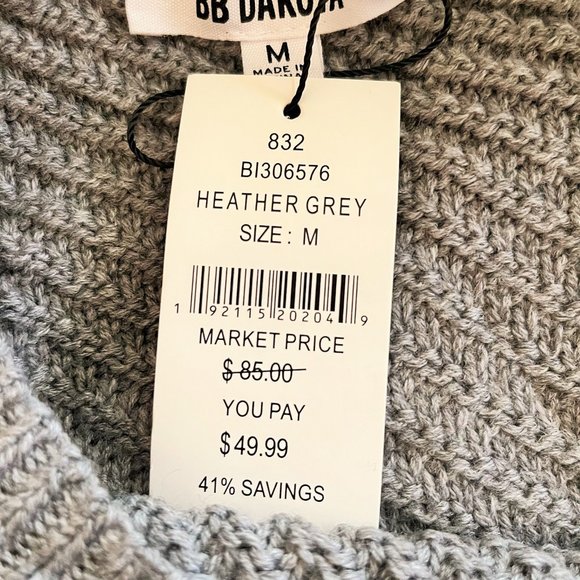 BB DAKOTA
M
MADE IN
832
BI306576
HEATHER GREY
SIZE: M
1 92115 20204 9
MARKET PRICE
$ 85.00
YOU PAY
$49.99
41% SAVINGS